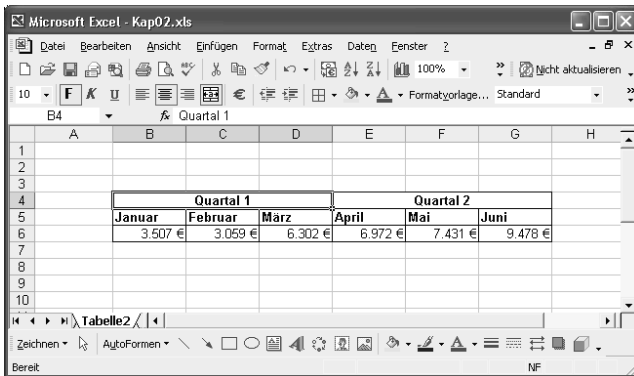 Microsoft Excel - Kap02.xls
Datei Bearbeiten Ansicht Einfügen Format Extras Daten Fenster ?
100% Nicht aktualisieren
10 F K U € Formatvorlage... Standard
B4 fx Quartal 1
A B C D E F G H
1
2
3
4 Quartal 1 Quartal 2
5 Januar Februar März April Mai Juni
6 3.507 € 3.059 € 6.302 € 6.972 € 7.431 € 9.478 €
7
8
9
10
Tabelle2
Zeichnen AutoFormen
Bereit NF